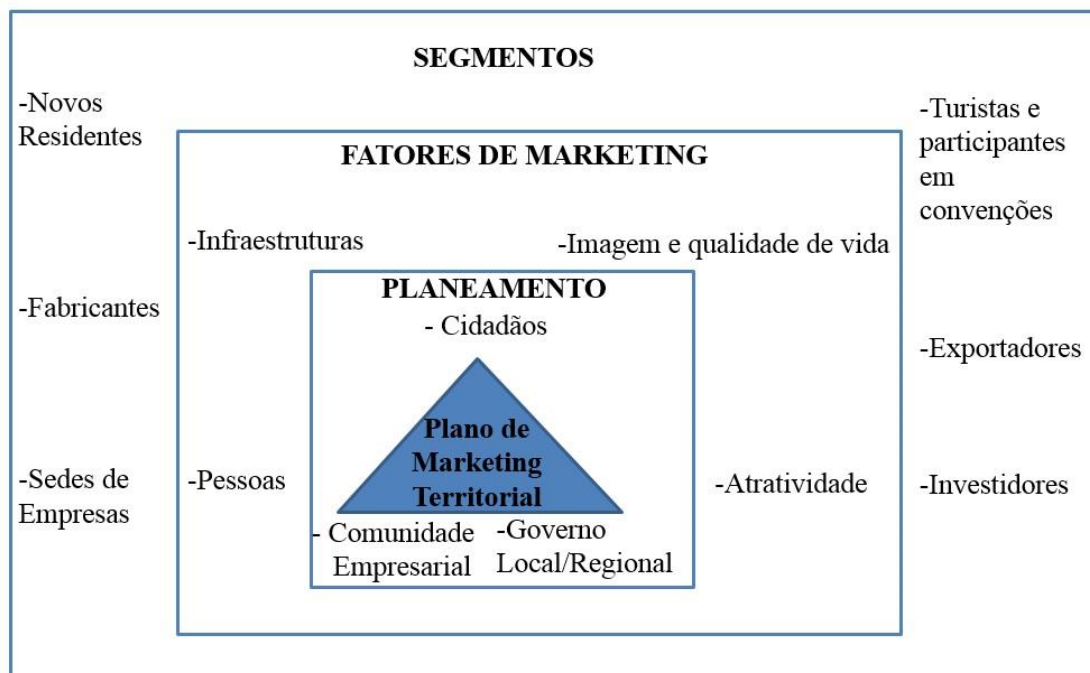 SEGMENTOS
-Novos
Residentes
-Turistas e
participantes
em
convenções
FATORES DE MARKETING
-Infraestruturas
-Imagem e qualidade de vida
-Fabricantes
PLANEAMENTO
- Cidadãos
-Exportadores
Plano de
Marketing
Territorial
-Sedes de
Empresas
-Pessoas
-Atratividade
-Investidores
- Comunidade
Empresarial
-Governo
Local/Regional